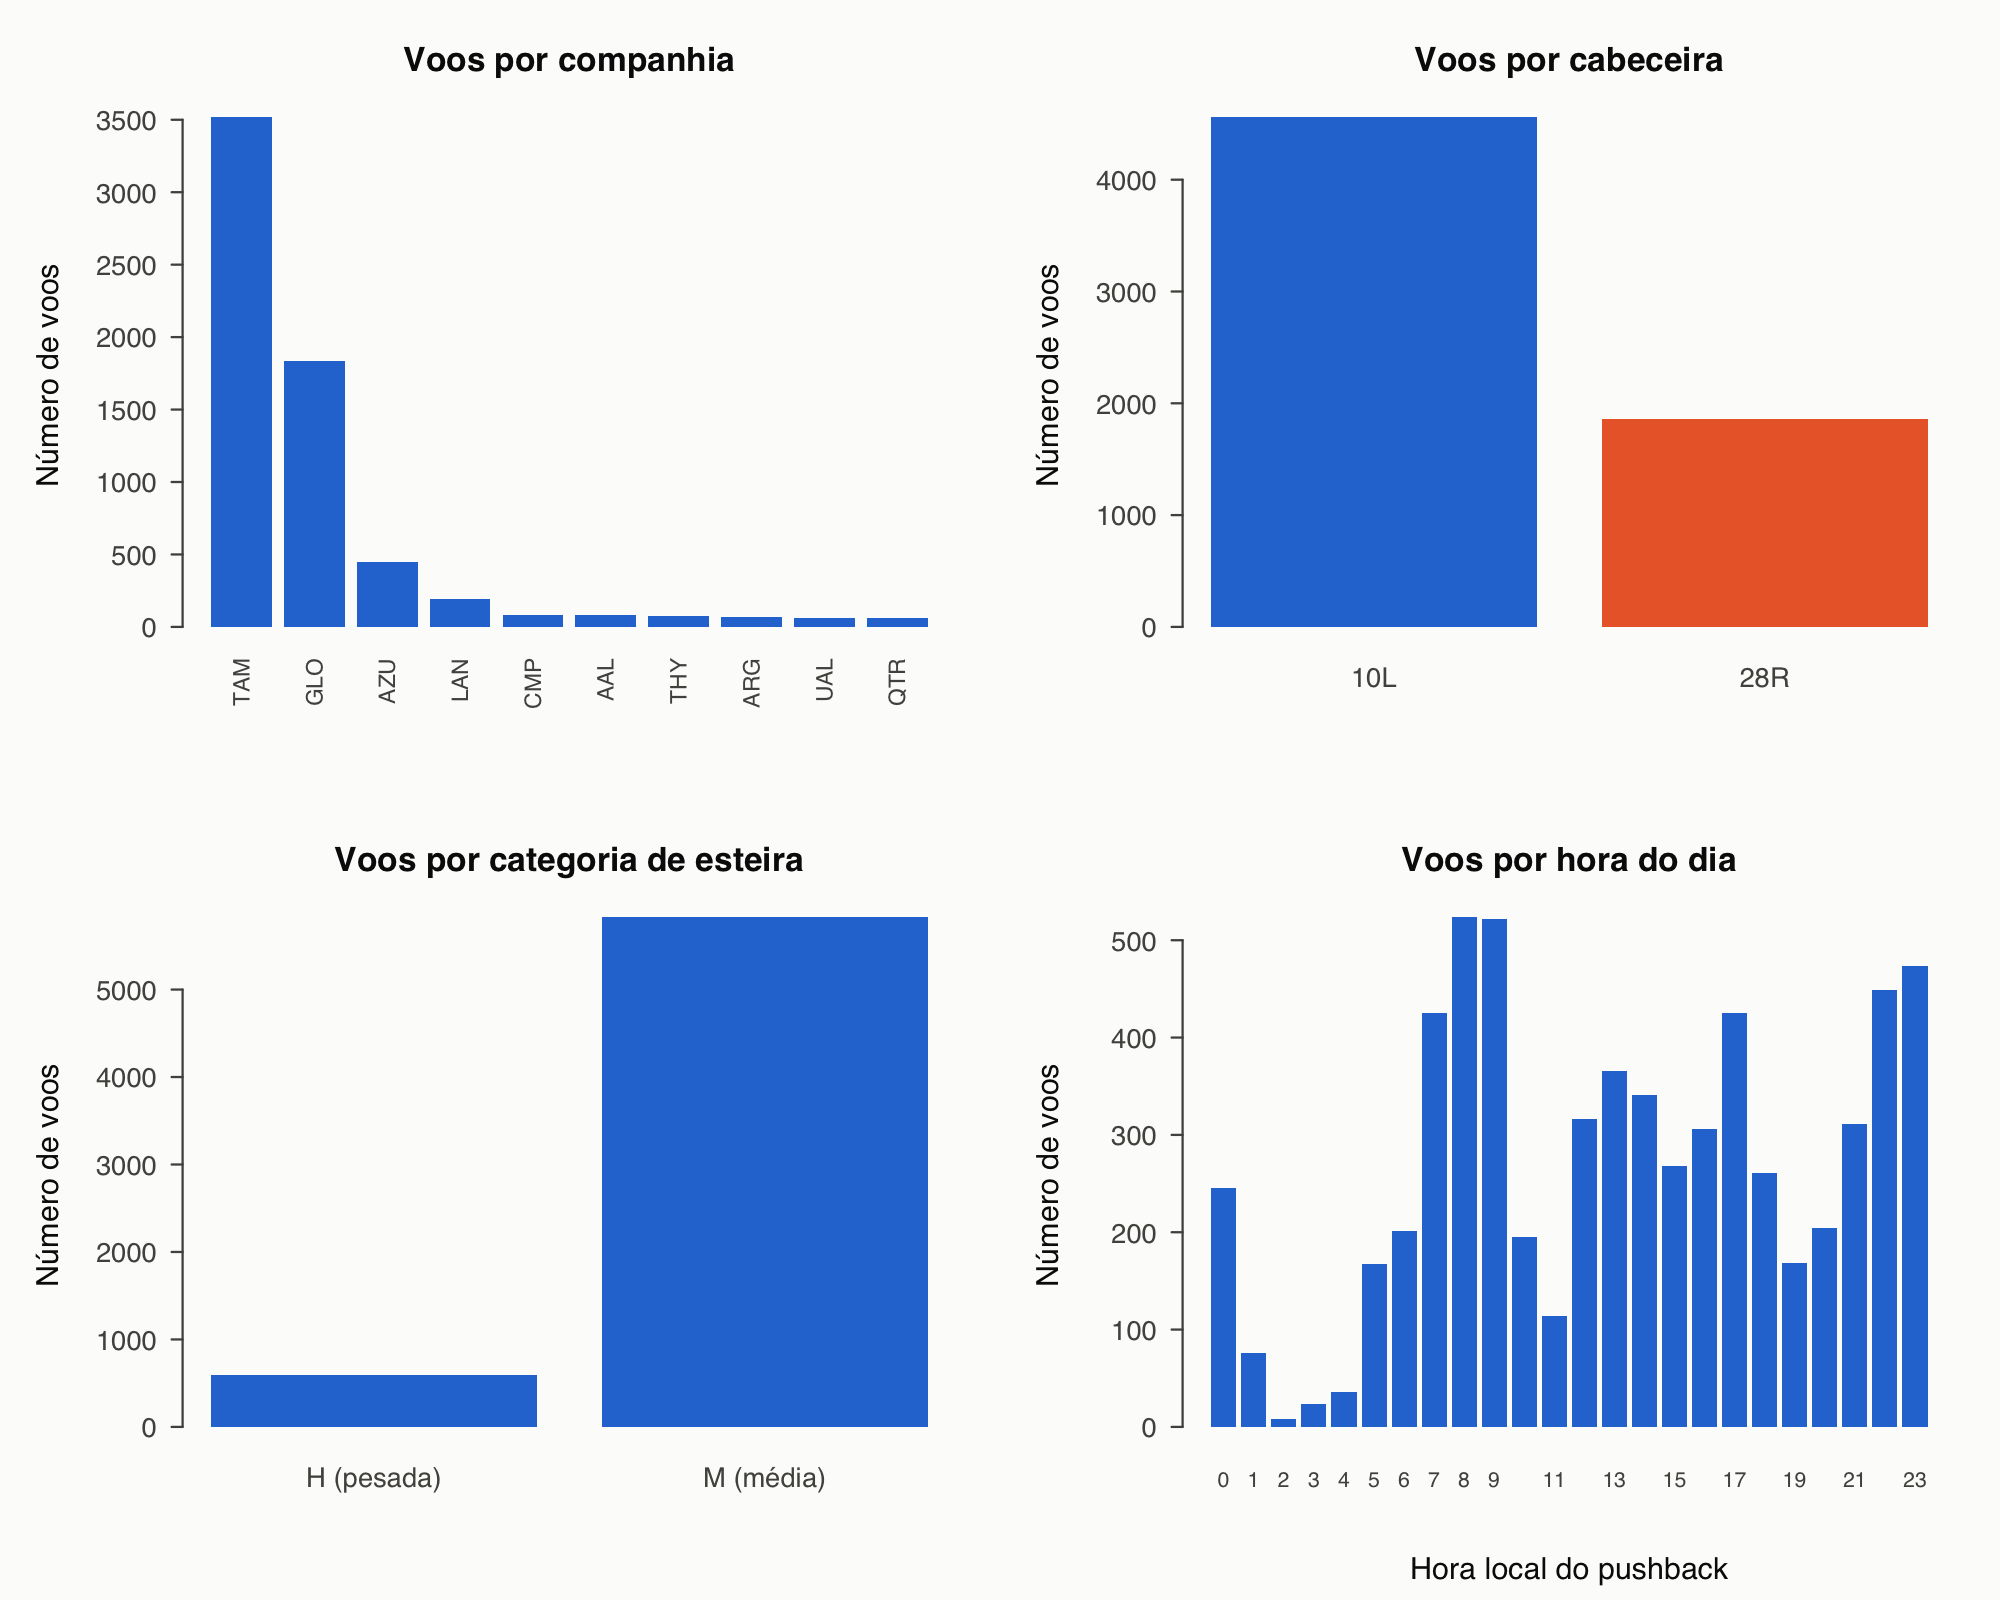 Voos por companhia
Número de voos
3500
3000
2500
2000
1500
1000
500
0
TAM
GLO
AZU
LAN
CMP
AAL
THY
ARG
UAL
QTR
Voos por cabeceira
Número de voos
4000
3000
2000
1000
0
10L
28R
Voos por categoria de esteira
Número de voos
5000
4000
3000
2000
1000
0
H (pesada)
M (média)
Voos por hora do dia
Número de voos
500
400
300
200
100
0
0 1 2 3 4 5 6 7 8 9 11 13 15 17 19 21 23
Hora local do pushback